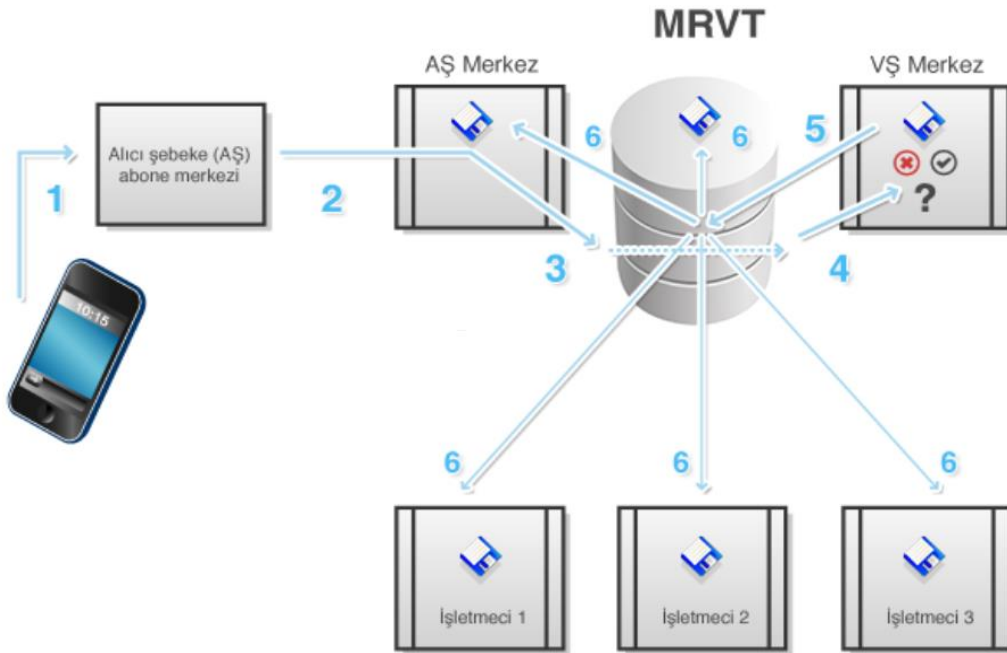 MRVT
AŞ Merkez
VŞ Merkez
6
6
5
Alıcı şebeke (AŞ)
abone merkezi
1
2
?
3
4
10:15
6
6
6
İşletmeci 1
İşletmeci 2
İşletmeci 3